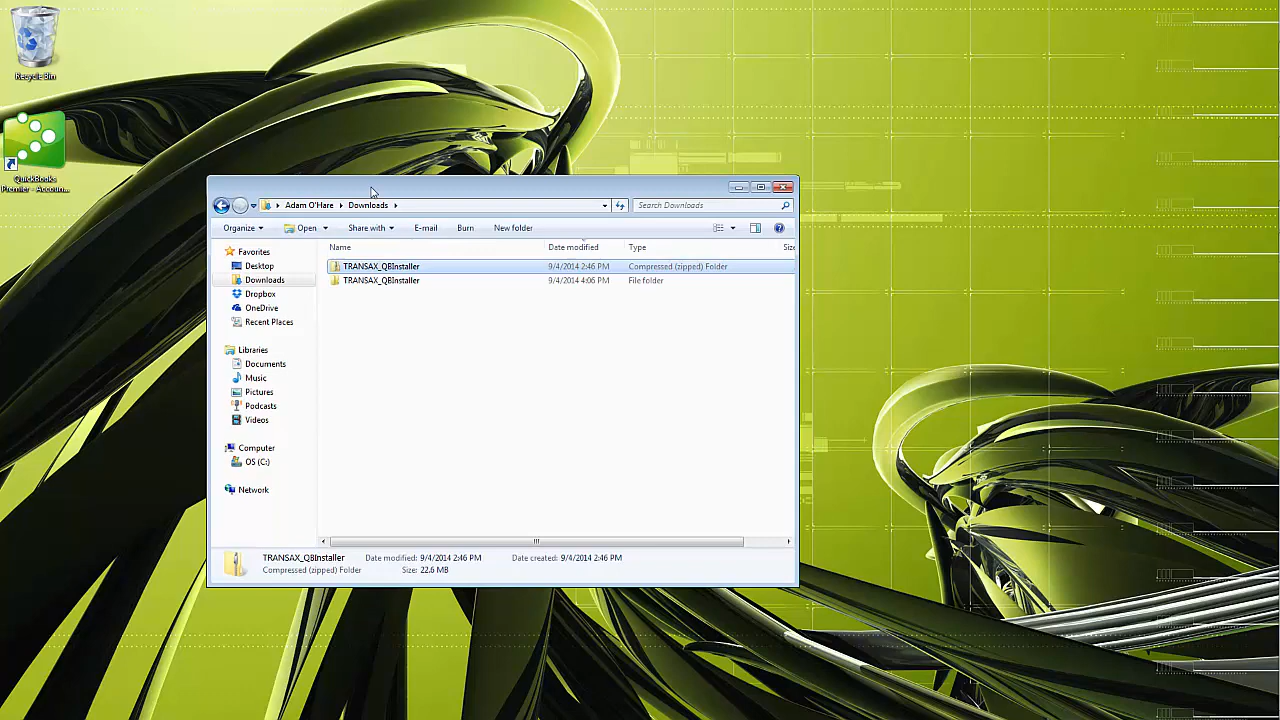 Recycle Bin
QuickBooks
Premier - Accoun...
Adam O'Hare
Downloads
Search Downloads
Organize
Open
Share with
E-mail
Burn
New folder
Name
Date modified
Type
Size
Favorites
Desktop
Downloads
Dropbox
OneDrive
Recent Places
Libraries
Documents
Music
Pictures
Podcasts
Videos
Computer
OS (C:)
Network
TRANSAX_QBInstaller 9/4/2014 2:46 PM Compressed (zipped) Folder
TRANSAX_QBInstaller 9/4/2014 4:06 PM File folder
TRANSAX_QBInstaller Date modified: 9/4/2014 2:46 PM Date created: 9/4/2014 2:46 PM
Compressed (zipped) Folder Size: 22.6 MB